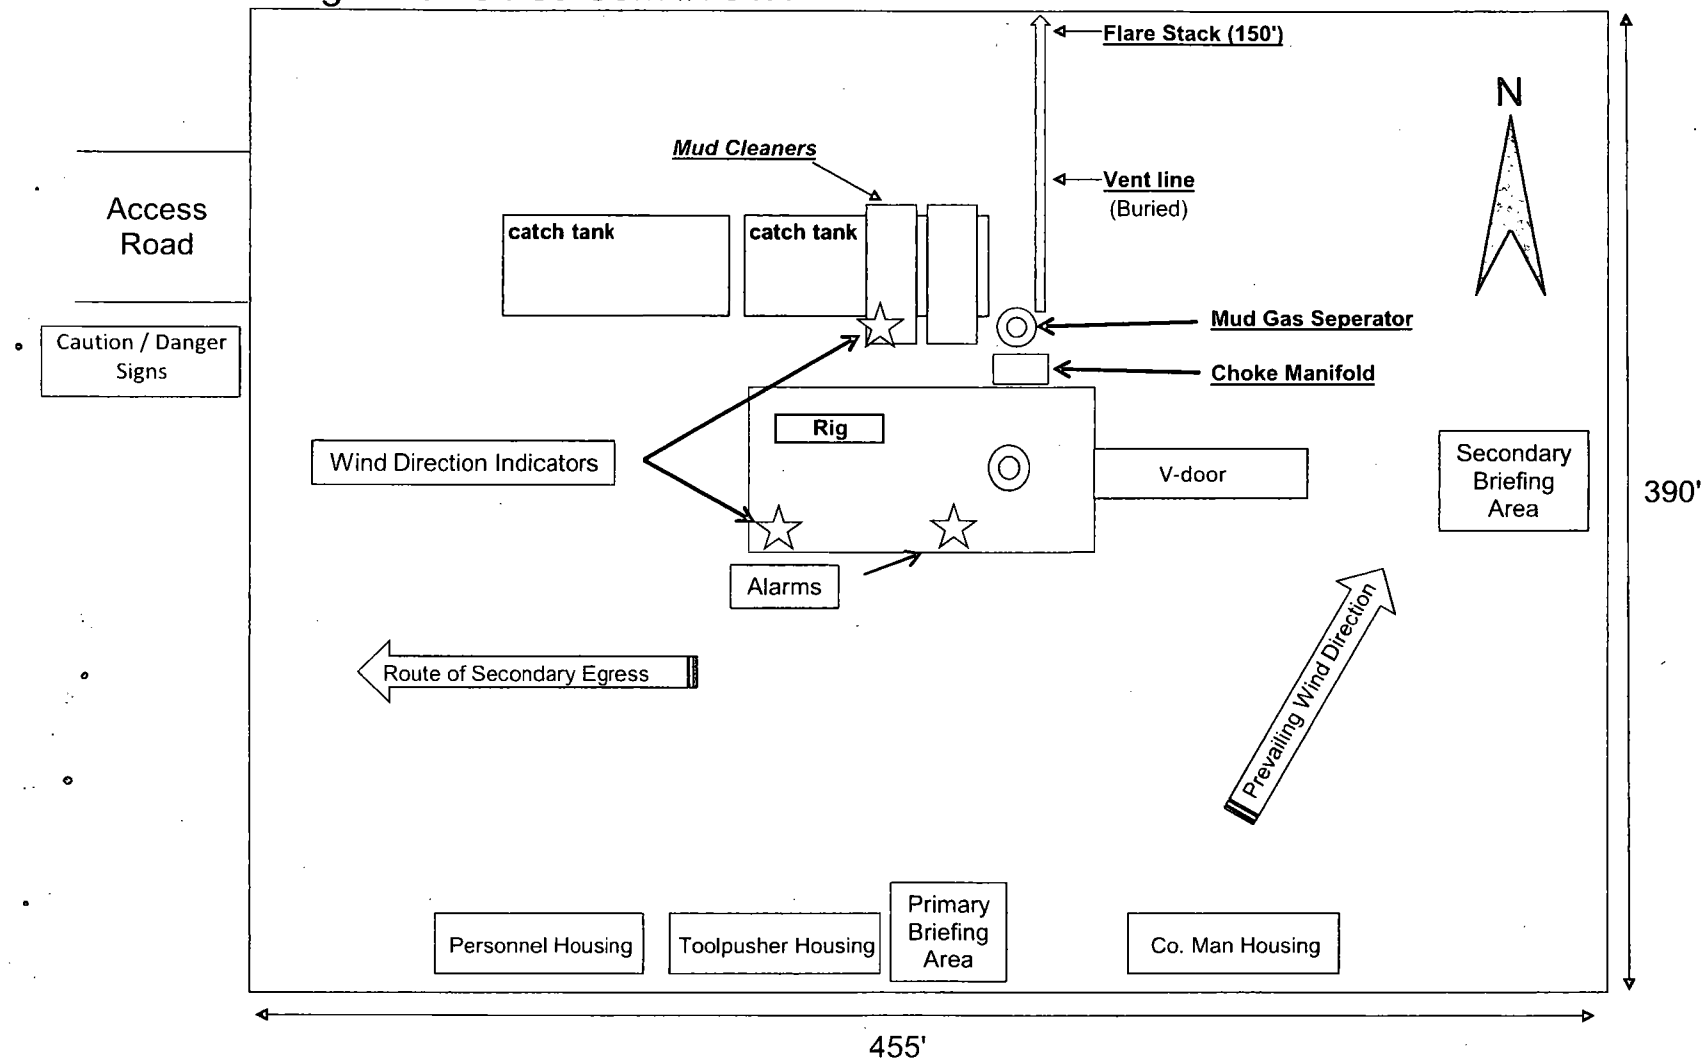 Flare Stack (150')
N
Mud Cleaners
Vent line
(Buried)
Access
Road
catch tank
catch tank
Mud Gas Seperator
Caution / Danger
Signs
Choke Manifold
Rig
Wind Direction Indicators
V-door
Secondary
Briefing
Area
390'
Alarms
Route of Secondary Egress
Prevailing Wind Direction
Primary
Briefing
Area
Personnel Housing
Toolpusher Housing
Co. Man Housing
455'